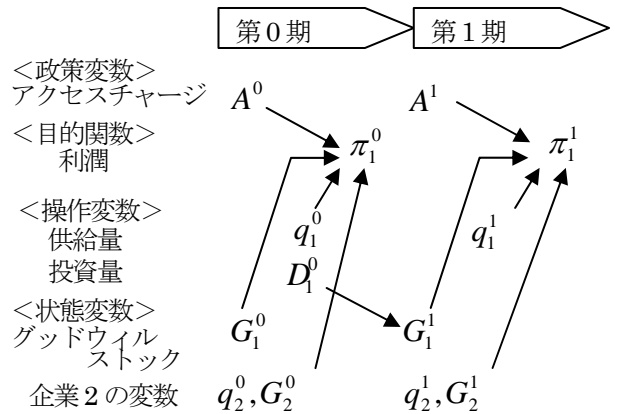 第0期 第1期
<政策変数>
アクセスチャージ A^0 A^1
<目的関数>
利潤 π_1^0 π_1^1
<操作変数>
供給量 q_1^0 q_1^1
投資量 D_1^0
<状態変数>
グッドウィル
ストック G_1^0 G_1^1
企業2の変数 q_2^0,G_2^0 q_2^1,G_2^1